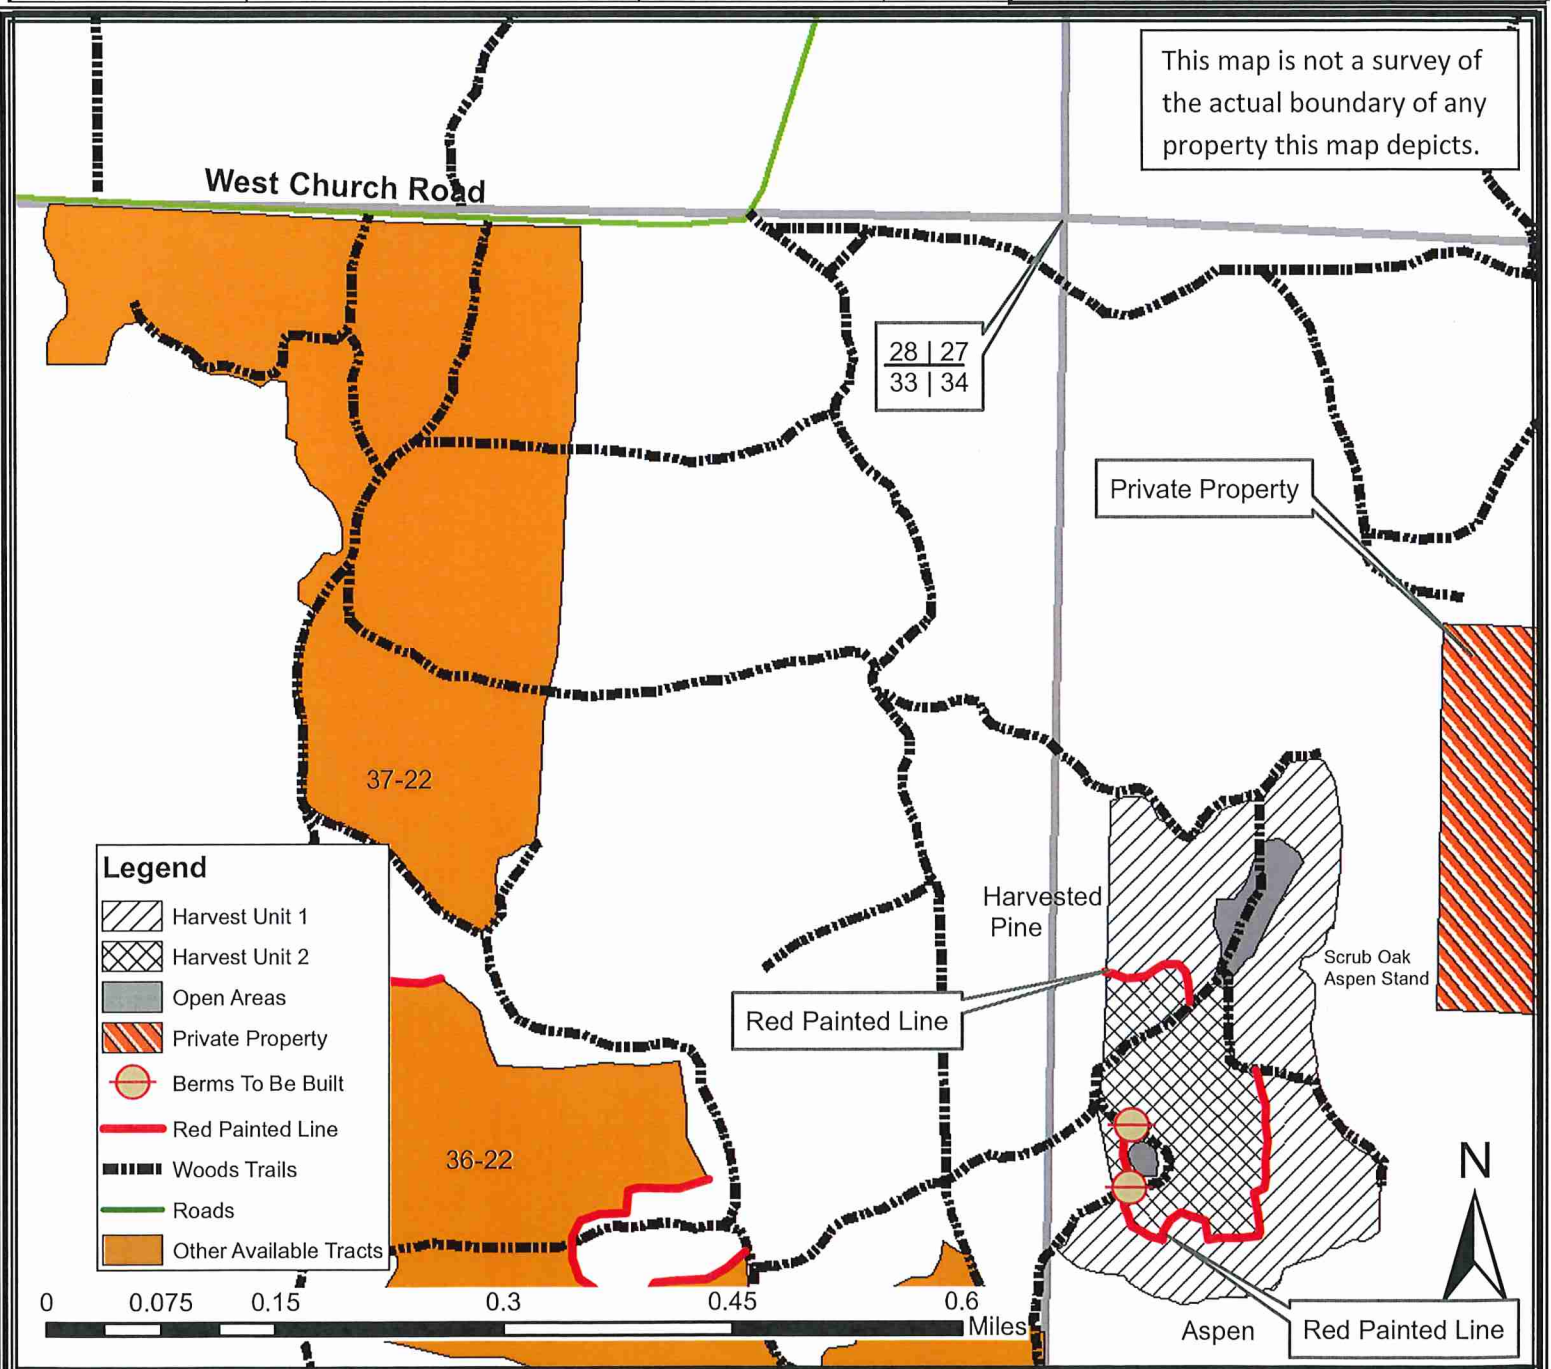 This map is not a survey of
the actual boundary of any
property this map depicts.
West Church Road
28 | 27
33 | 34
Private Property
37-22
Legend
Harvest Unit 1
Harvest Unit 2
Open Areas
Private Property
Berms To Be Built
Red Painted Line
Woods Trails
Roads
Other Available Tracts
Harvested
Pine
Scrub Oak
Aspen Stand
Red Painted Line
36-22
N
0 0.075 0.15 0.3 0.45 0.6
Miles
Aspen
Red Painted Line